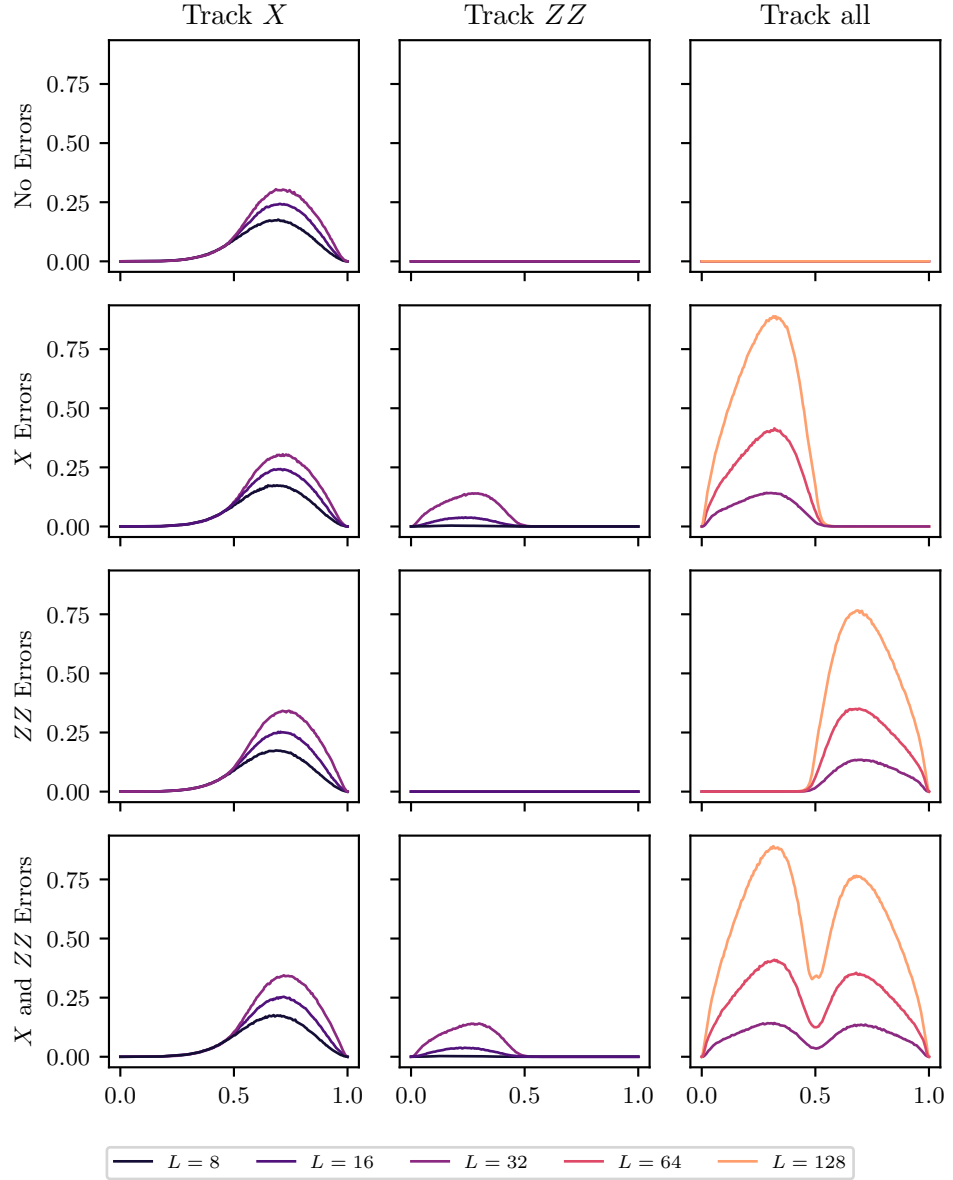 Track X Track ZZ Track all
No Errors
0.75
0.50
0.25
0.00
0.0 0.5 1.0 0.0 0.5 1.0 0.0 0.5 1.0
X Errors
0.75
0.50
0.25
0.00
ZZ Errors
0.75
0.50
0.25
0.00
X and ZZ Errors
0.75
0.50
0.25
0.00
L = 8 L = 16 L = 32 L = 64 L = 128